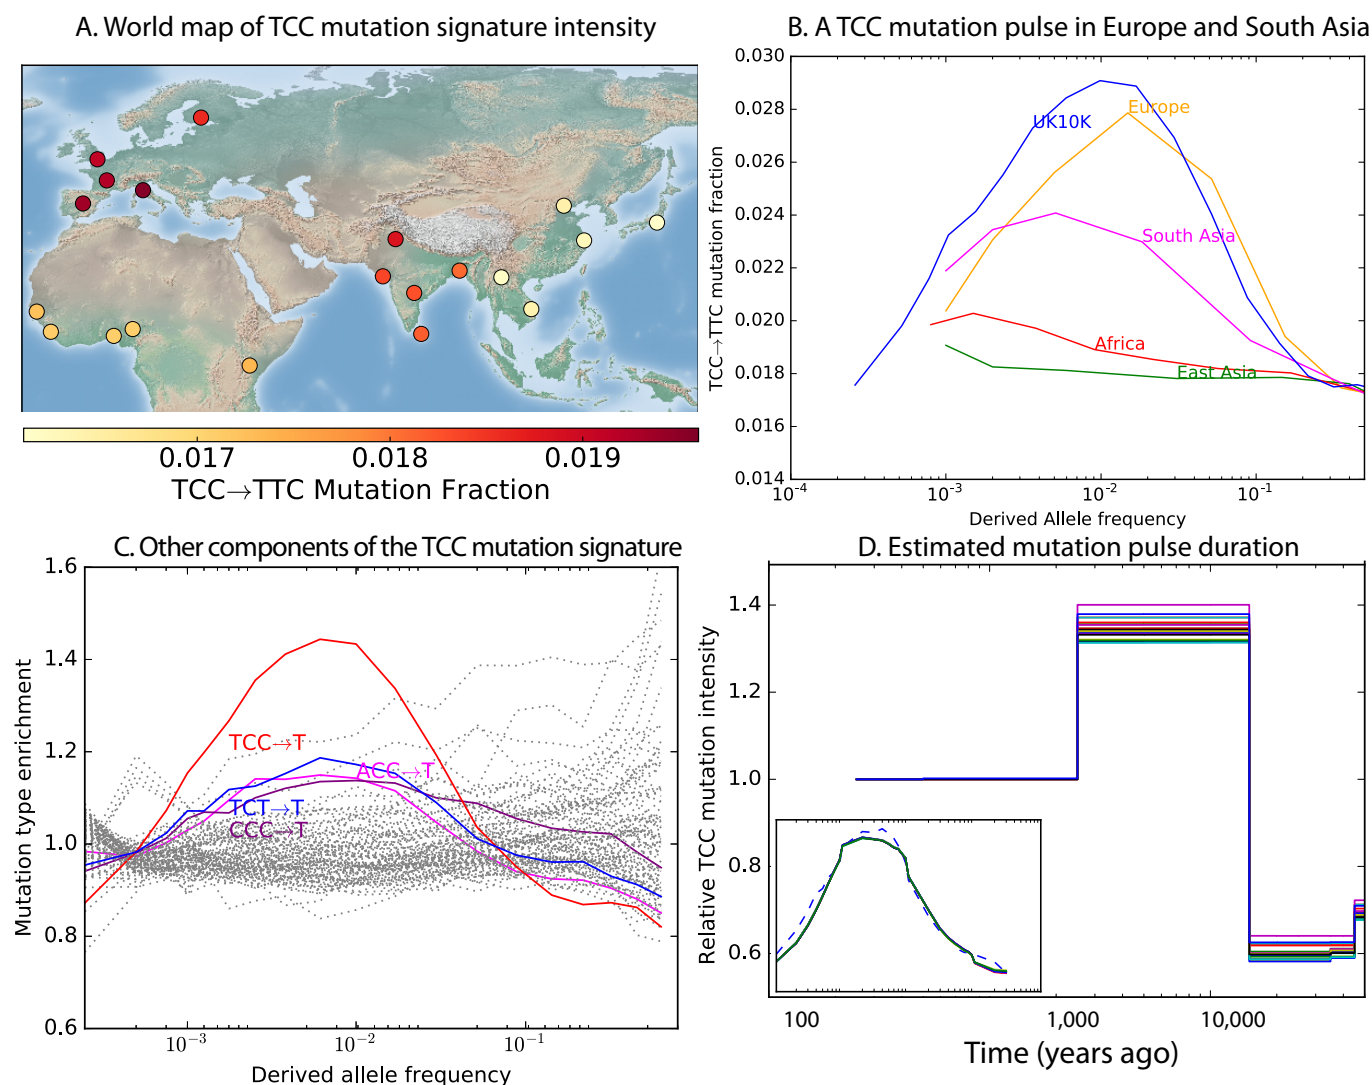 A. World map of TCC mutation signature intensity
0.017
0.018
0.019
TCC→TTC Mutation Fraction
B. A TCC mutation pulse in Europe and South Asia
0.030
0.028
0.026
0.024
0.022
0.020
0.018
0.016
0.014
TCC→TTC mutation fraction
UK10K
Europe
South Asia
Africa
East Asia
10⁻⁴
10⁻³
10⁻²
10⁻¹
Derived Allele frequency
C. Other components of the TCC mutation signature
1.6
1.4
1.2
1.0
0.8
0.6
Mutation type enrichment
TCC→T
ACC→T
TCT→T
CCC→T
10⁻³
10⁻²
10⁻¹
Derived allele frequency
D. Estimated mutation pulse duration
1.4
1.2
1.0
0.8
0.6
Relative TCC mutation intensity
100
1,000
10,000
Time (years ago)